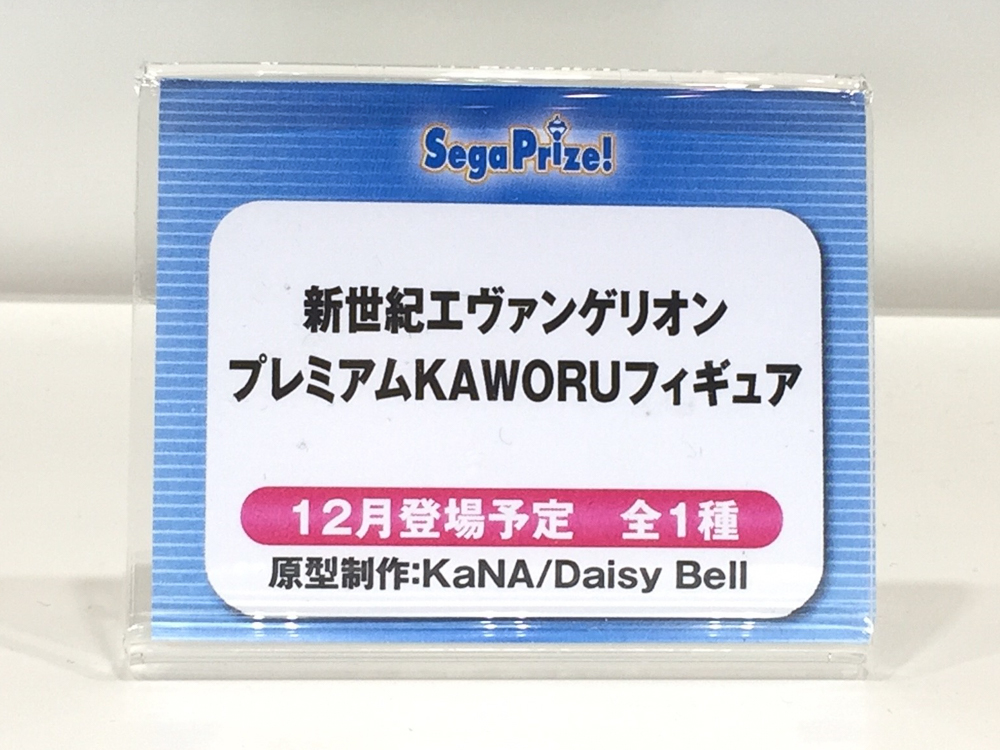 SegaPrize!
新世紀エヴァンゲリオン
プレミアムKAWORUフィギュア
12月登場予定　全1種
原型制作:KaNA/Daisy Bell